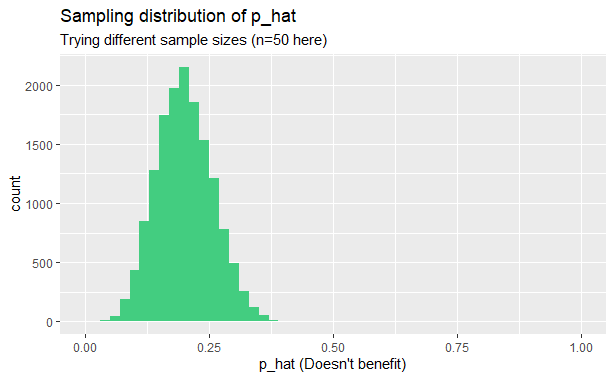 Sampling distribution of p_hat
Trying different sample sizes (n=50 here)
count
2000
1500
1000
500
0
0.00 0.25 0.50 0.75 1.00
p_hat (Doesn't benefit)